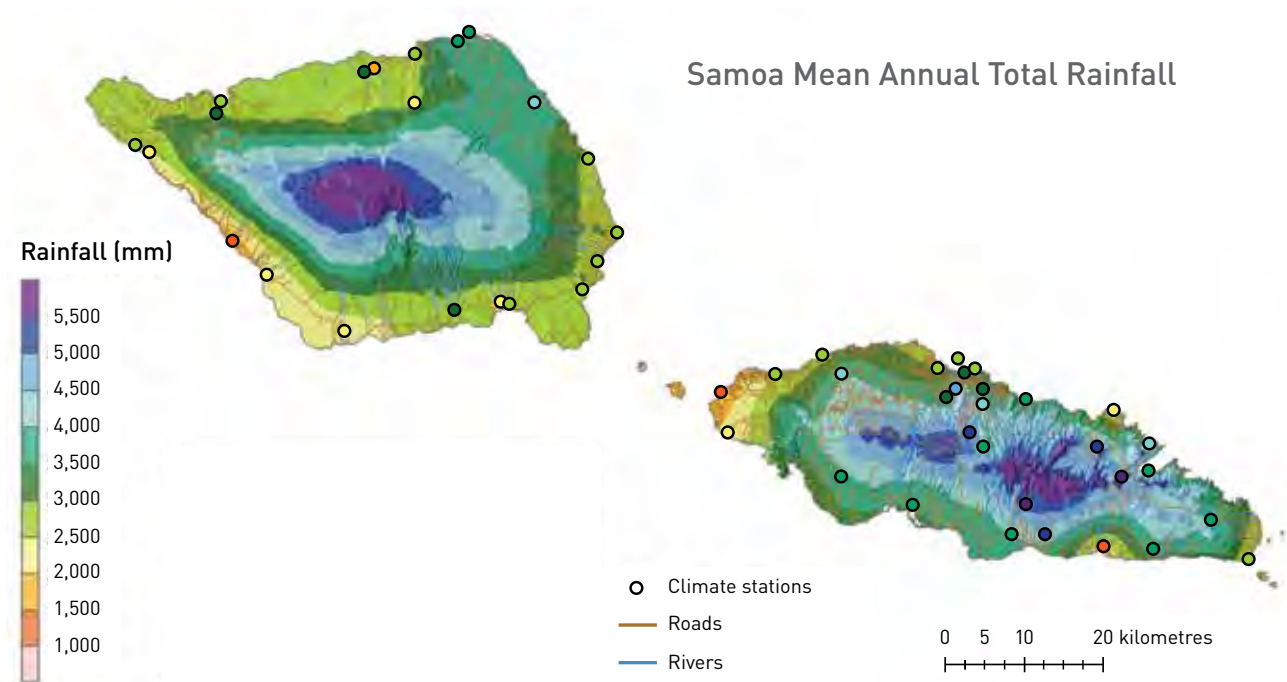 Samoa Mean Annual Total Rainfall
Rainfall (mm)
5,500
5,000
4,500
4,000
3,500
3,000
2,500
2,000
1,500
1,000
Climate stations
Roads
Rivers
0 5 10 20 kilometres